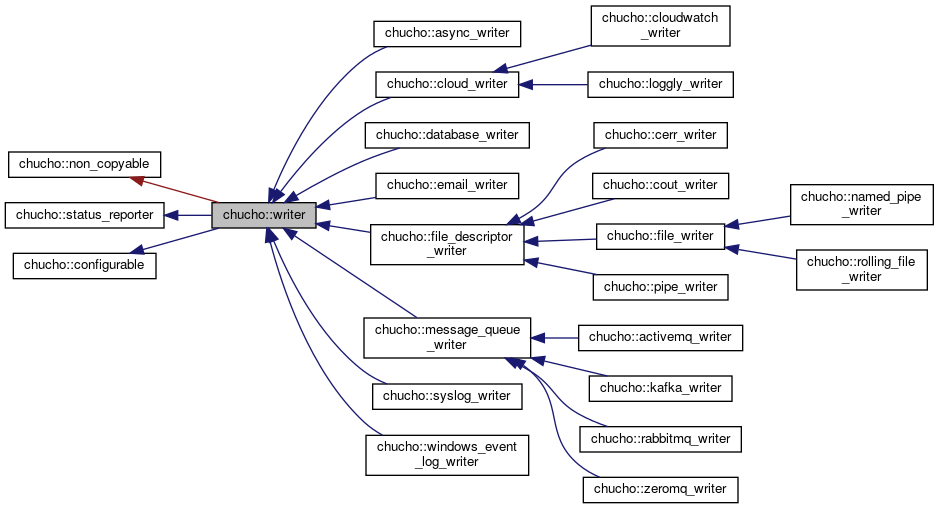 chucho::non_copyable
chucho::status_reporter
chucho::configurable
chucho::writer
chucho::async_writer
chucho::cloud_writer
chucho::database_writer
chucho::email_writer
chucho::file_descriptor
_writer
chucho::message_queue
_writer
chucho::syslog_writer
chucho::windows_event
_log_writer
chucho::cloudwatch
_writer
chucho::loggly_writer
chucho::cerr_writer
chucho::cout_writer
chucho::file_writer
chucho::pipe_writer
chucho::activemq_writer
chucho::kafka_writer
chucho::rabbitmq_writer
chucho::zeromq_writer
chucho::named_pipe
_writer
chucho::rolling_file
_writer